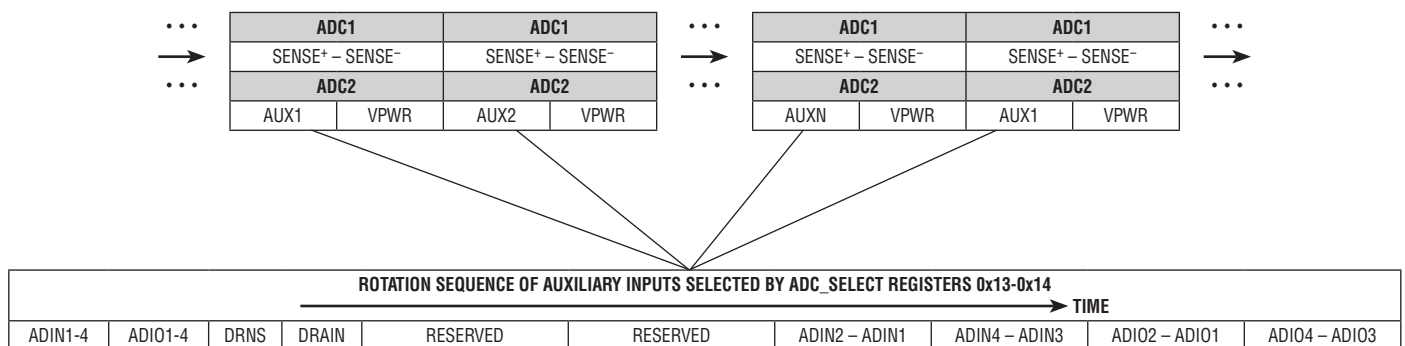 • • • ADC1 ADC1 • • • ADC1 ADC1 • • •
SENSE+ – SENSE– SENSE+ – SENSE– SENSE+ – SENSE– SENSE+ – SENSE–
• • • ADC2 ADC2 • • • ADC2 ADC2 • • •
AUX1 VPWR AUX2 VPWR AUXN VPWR AUX1 VPWR
ROTATION SEQUENCE OF AUXILIARY INPUTS SELECTED BY ADC_SELECT REGISTERS 0x13-0x14
TIME
ADIN1-4 ADIO1-4 DRNS DRAIN RESERVED RESERVED ADIN2 – ADIN1 ADIN4 – ADIN3 ADIO2 – ADIO1 ADIO4 – ADIO3